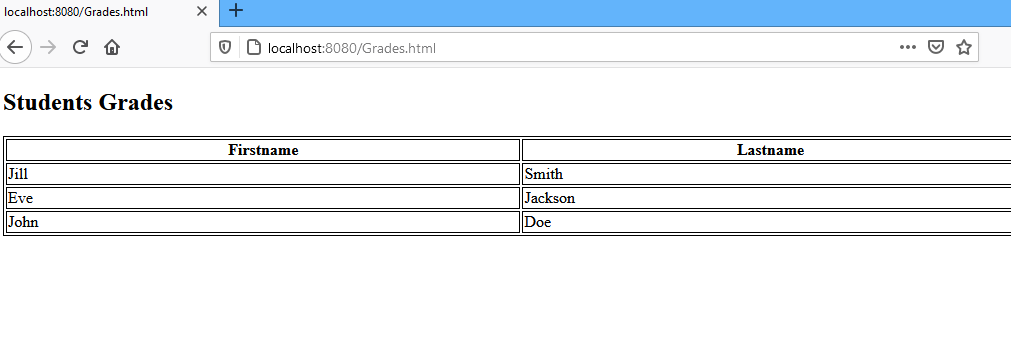 localhost:8080/Grades.html
localhost:8080/Grades.html
Students Grades
Firstname Lastname
Jill Smith
Eve Jackson
John Doe